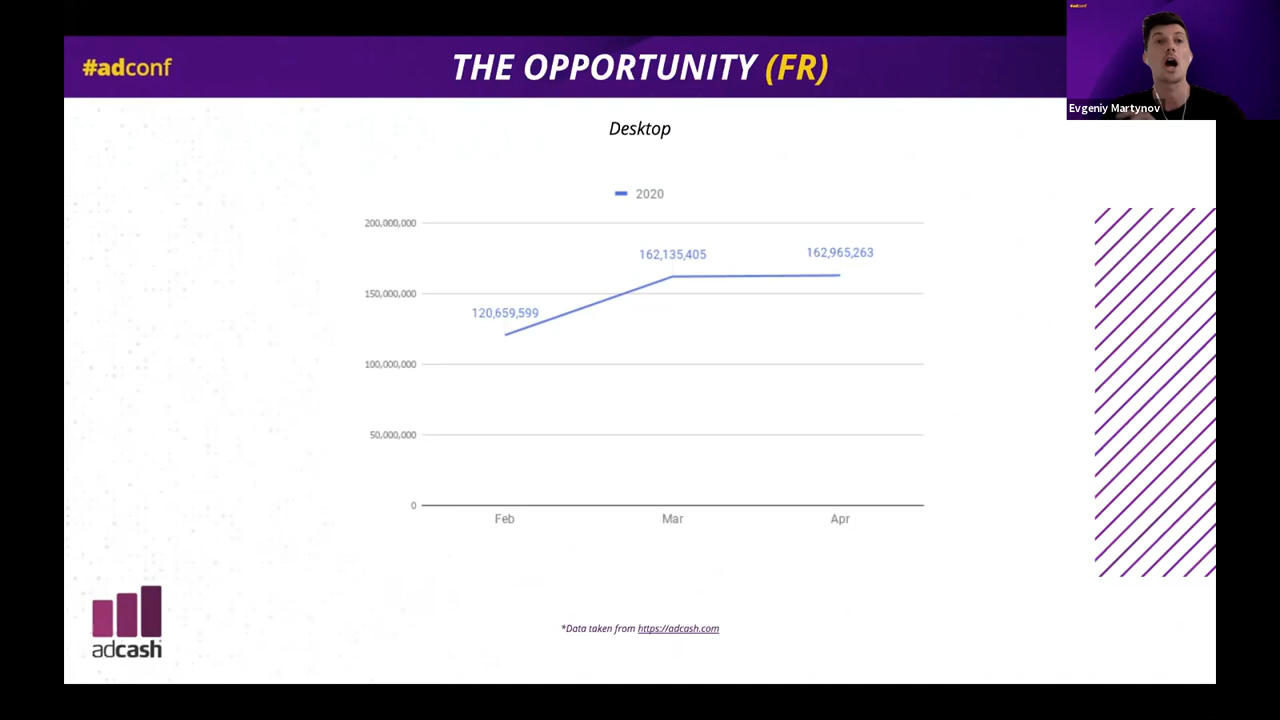 #adconf
#adconf
THE OPPORTUNITY (FR)
Evgeniy Martynov
Desktop
2020
200,000,000
162,135,405
162,965,263
150,000,000
120,659,599
100,000,000
50,000,000
0
Feb
Mar
Apr
adcash
*Data taken from https://adcash.com